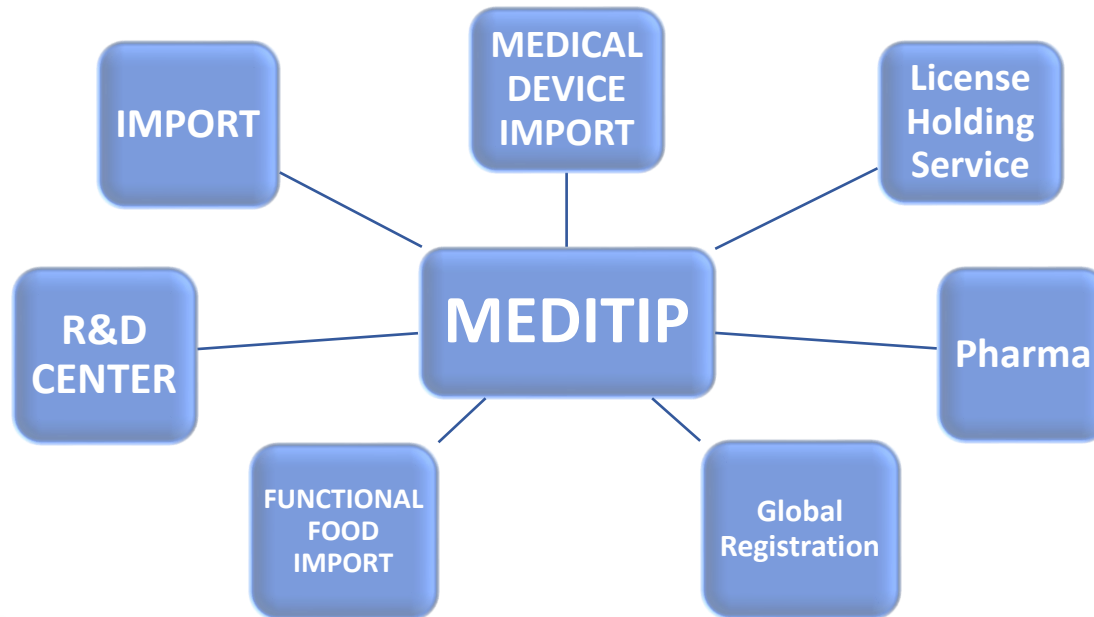 MEDICAL
DEVICE
IMPORT
IMPORT
License
Holding
Service
MEDITIP
R&D
CENTER
Pharma
FUNCTIONAL
FOOD
IMPORT
Global
Registration